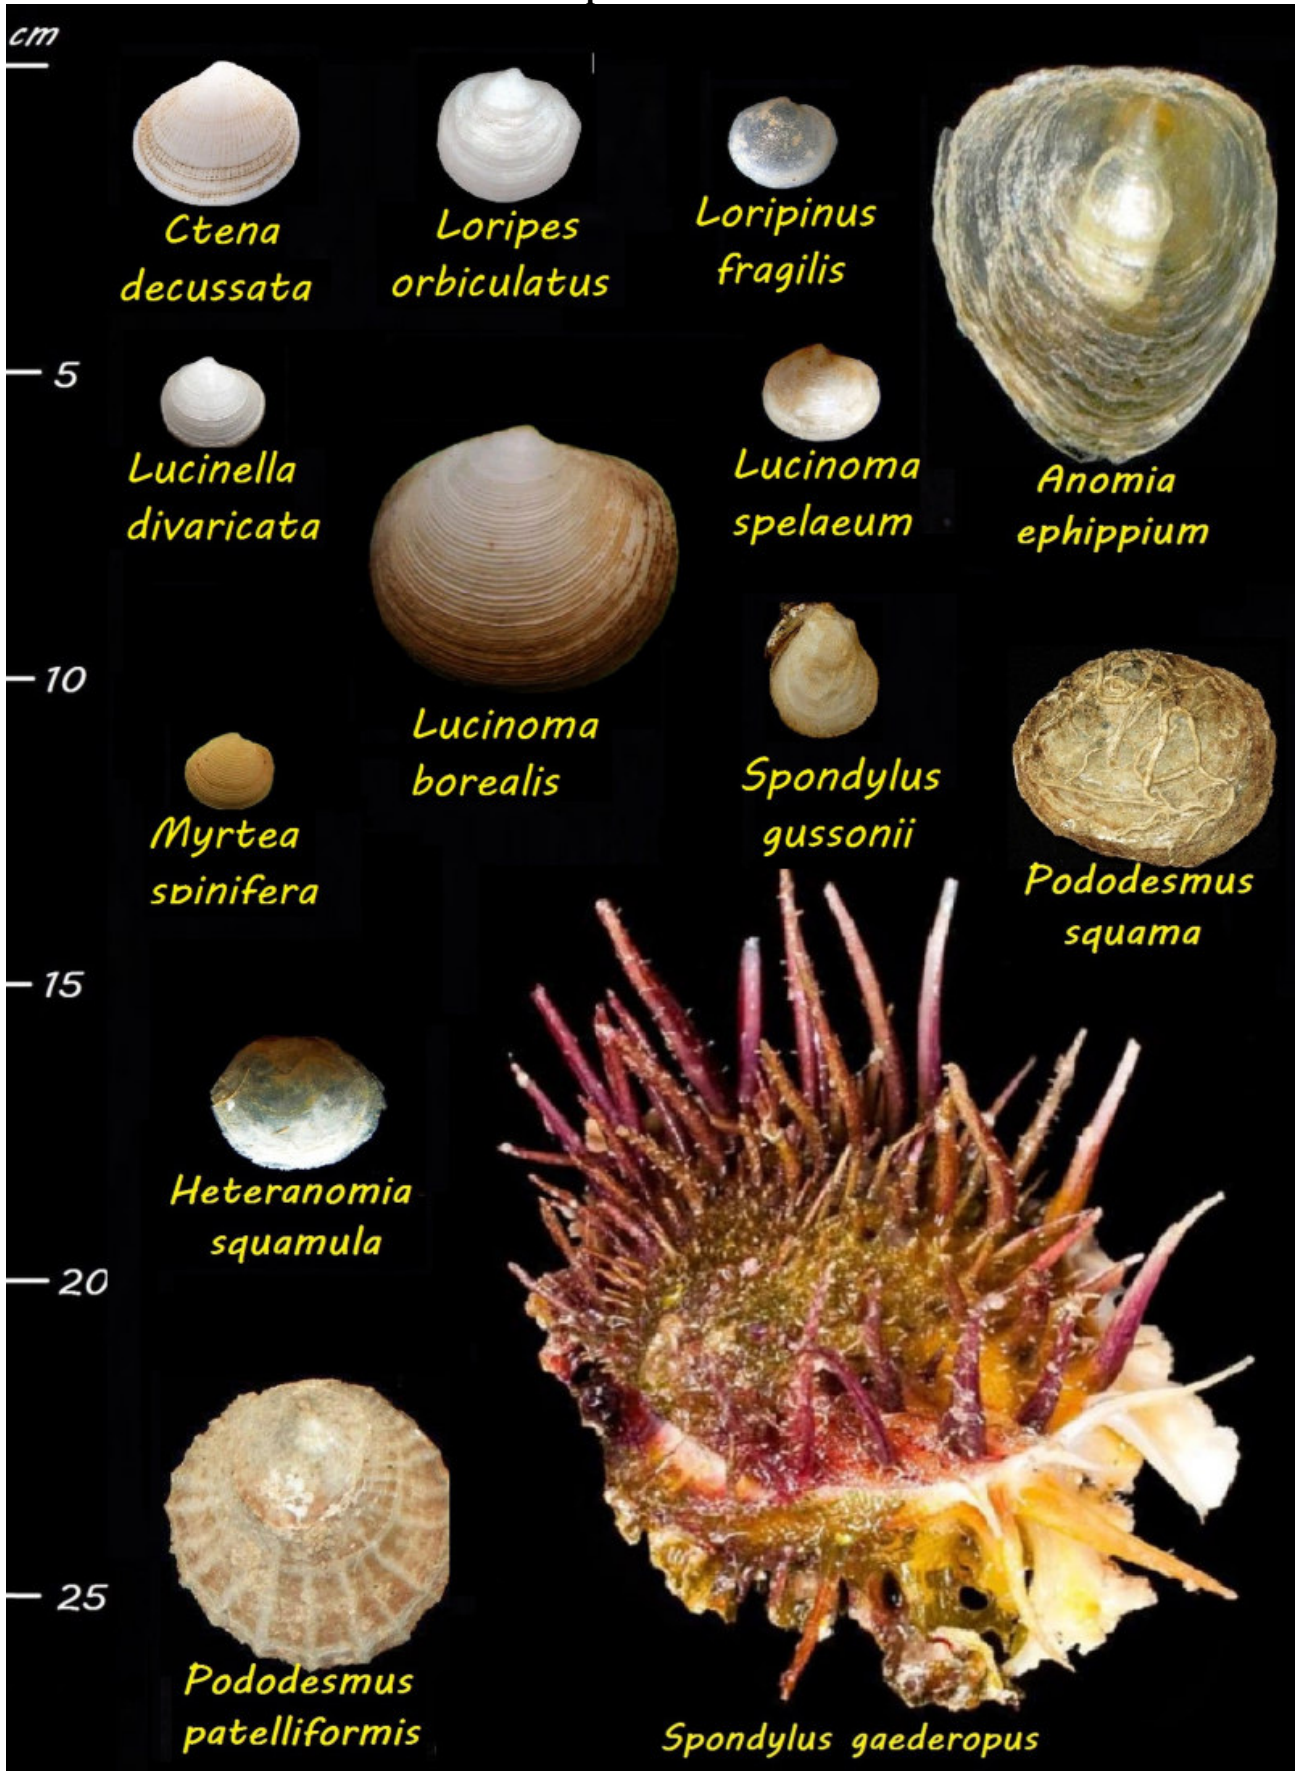 cm
Ctena
decussata
Loripes
orbiculatus
Loripinus
fragilis
5
Lucinella
divaricata
Lucinoma
spelaeum
Anomia
ephippium
10
Lucinoma
borealis
Myrtea
spinifera
Spondylus
gussonii
Pododesmus
squama
15
Heteranomia
squamula
20
25
Pododesmus
patelliformis
Spondylus gaederopus